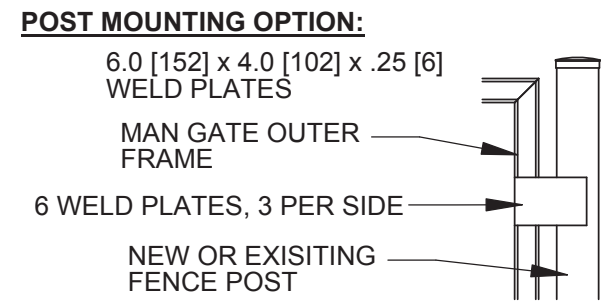 POST MOUNTING OPTION:
6.0 [152] x 4.0 [102] x .25 [6]
WELD PLATES
MAN GATE OUTER
FRAME
6 WELD PLATES, 3 PER SIDE
NEW OR EXISITING
FENCE POST